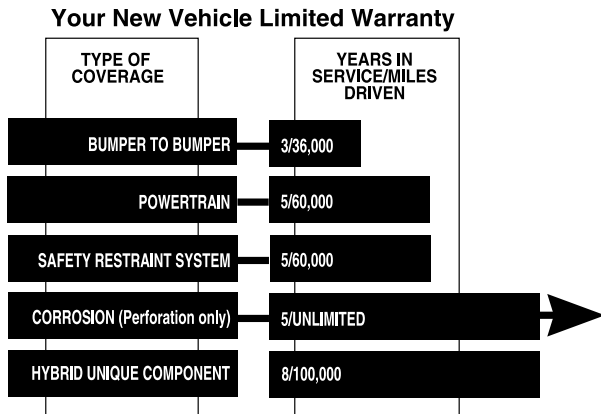 Your New Vehicle Limited Warranty
TYPE OF
COVERAGE
YEARS IN
SERVICE/MILES
DRIVEN
BUMPER TO BUMPER 3/36,000
POWERTRAIN 5/60,000
SAFETY RESTRAINT SYSTEM 5/60,000
CORROSION (Perforation only) 5/UNLIMITED
HYBRID UNIQUE COMPONENT 8/100,000